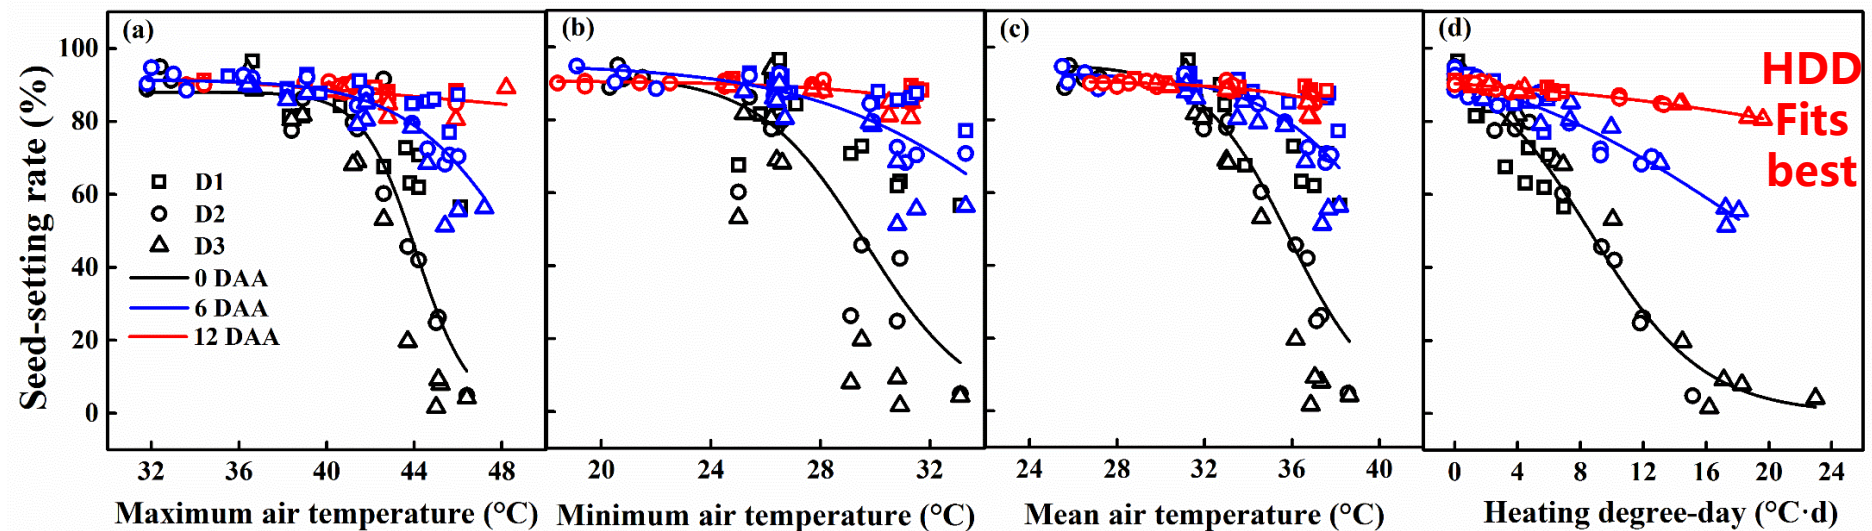 (a)
(b)
(c)
(d)
100
80
60
40
20
0
Seed-setting rate (%)
D1
D2
D3
0 DAA
6 DAA
12 DAA
HDD
Fits
best
32 36 40 44 48
20 24 28 32
24 28 32 36 40
0 4 8 12 16 20 24
Maximum air temperature (°C)
Minimum air temperature (°C)
Mean air temperature (°C)
Heating degree-day (°C·d)